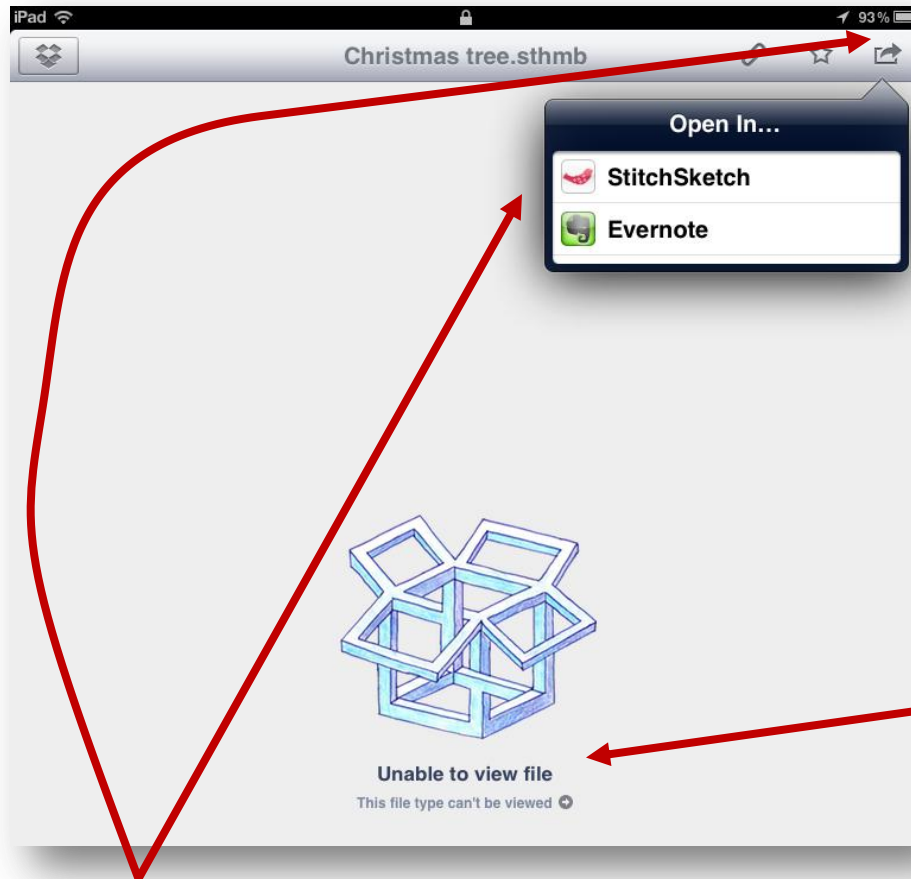 iPad 93%
Christmas tree.sthmb
Open In...
StitchSketch
Evernote
Unable to view file
This file type can't be viewed